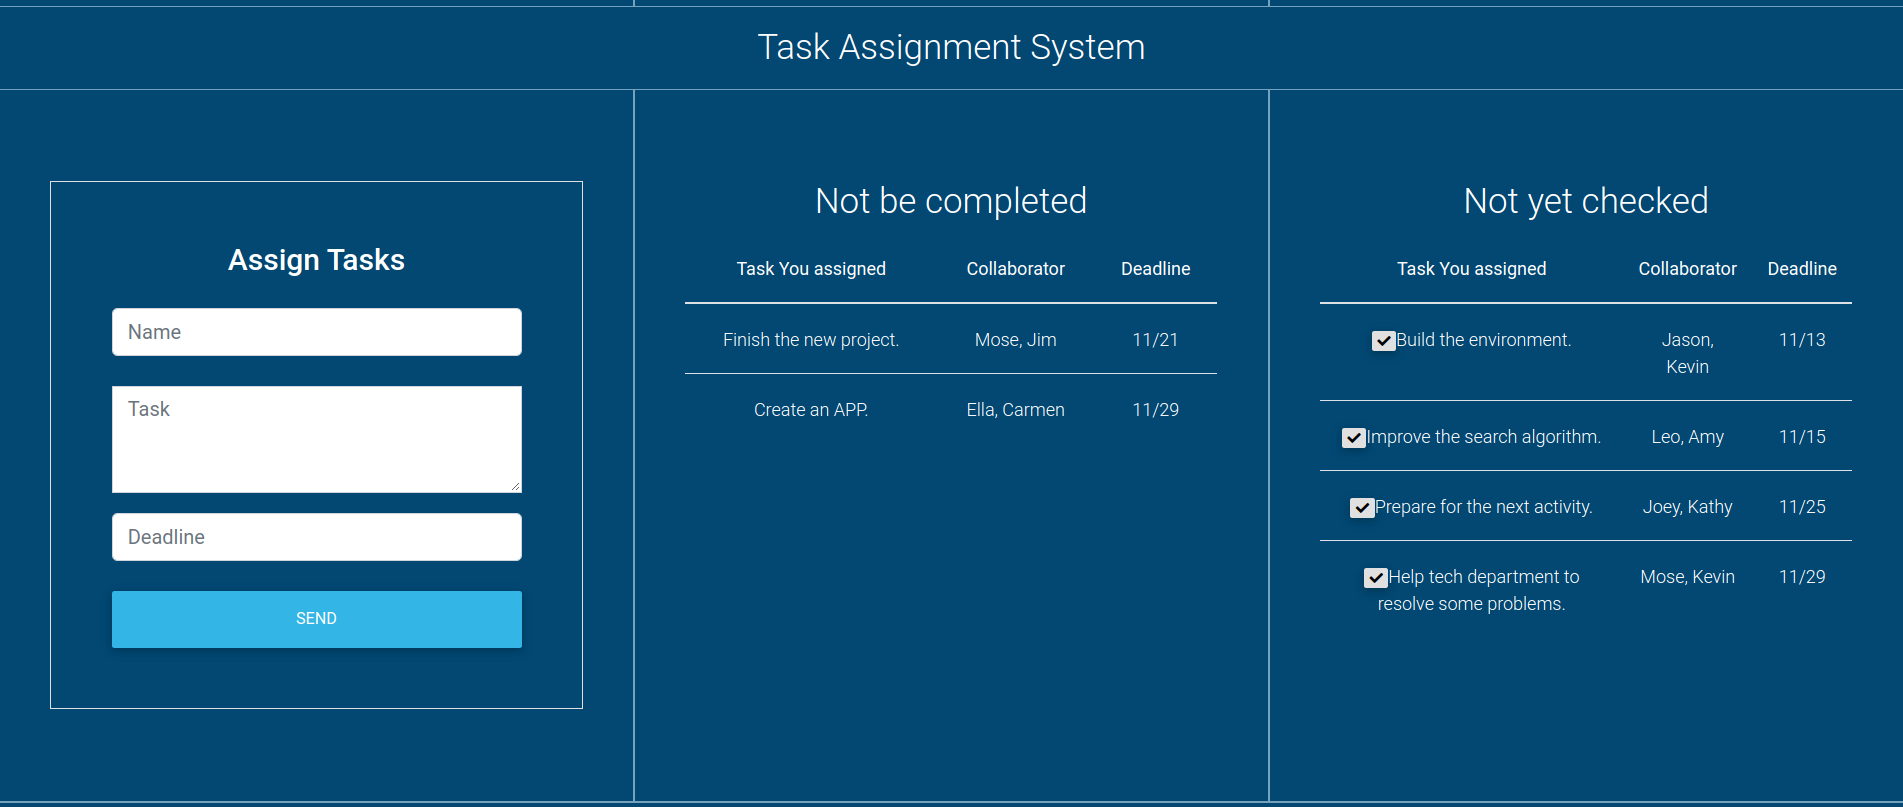 Task Assignment System
Assign Tasks
Name
Task
Deadline
SEND
Not be completed
Task You assigned Collaborator Deadline
Finish the new project. Mose, Jim 11/21
Create an APP. Ella, Carmen 11/29
Not yet checked
Task You assigned Collaborator Deadline
Build the environment. Jason, 11/13
Kevin
Improve the search algorithm. Leo, Amy 11/15
Prepare for the next activity. Joey, Kathy 11/25
Help tech department to Mose, Kevin 11/29
resolve some problems.